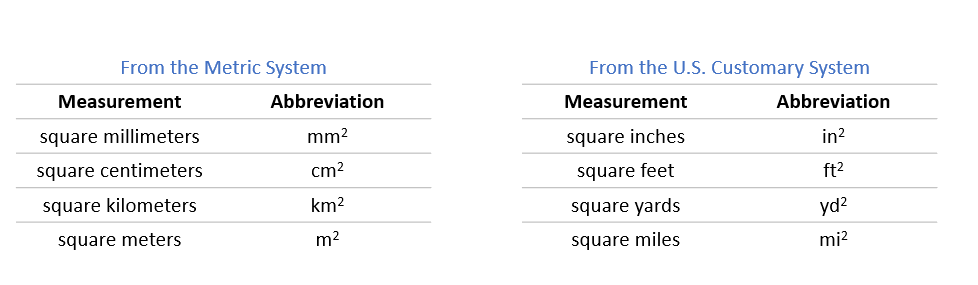 From the Metric System
Measurement Abbreviation
square millimeters mm²
square centimeters cm²
square kilometers km²
square meters m²
From the U.S. Customary System
Measurement Abbreviation
square inches in²
square feet ft²
square yards yd²
square miles mi²